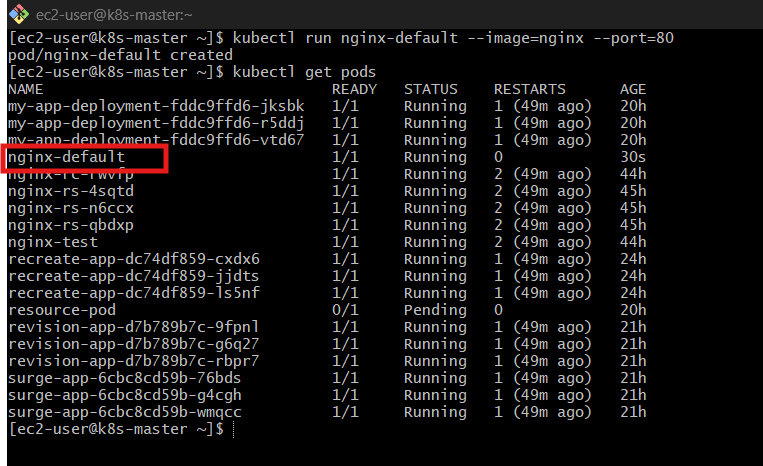 ec2-user@k8s-master:~
[ec2-user@k8s-master ~]$ kubectl run nginx-default --image=nginx --port=80
pod/nginx-default created
[ec2-user@k8s-master ~]$ kubectl get pods
NAME READY STATUS RESTARTS AGE
my-app-deployment-fddc9ffd6-jksbk 1/1 Running 1 (49m ago) 20h
my-app-deployment-fddc9ffd6-r5ddj 1/1 Running 1 (49m ago) 20h
my-app-deployment-fddc9ffd6-vtd67 1/1 Running 1 (49m ago) 20h
nginx-default 1/1 Running 0 30s
nginx-rc-rwvfp 1/1 Running 2 (49m ago) 44h
nginx-rs-4sqtd 1/1 Running 2 (49m ago) 45h
nginx-rs-n6ccx 1/1 Running 2 (49m ago) 45h
nginx-rs-qbdxp 1/1 Running 2 (49m ago) 45h
nginx-test 1/1 Running 2 (49m ago) 44h
recreate-app-dc74df859-cxdx6 1/1 Running 1 (49m ago) 24h
recreate-app-dc74df859-jjdts 1/1 Running 1 (49m ago) 24h
recreate-app-dc74df859-ls5nf 1/1 Running 1 (49m ago) 24h
resource-pod 0/1 Pending 0 20h
revision-app-d7b789b7c-9fpnl 1/1 Running 1 (49m ago) 21h
revision-app-d7b789b7c-g6q27 1/1 Running 1 (49m ago) 21h
revision-app-d7b789b7c-rbpr7 1/1 Running 1 (49m ago) 21h
surge-app-6cbc8cd59b-76bds 1/1 Running 1 (49m ago) 21h
surge-app-6cbc8cd59b-g4cgh 1/1 Running 1 (49m ago) 21h
surge-app-6cbc8cd59b-wmqcc 1/1 Running 1 (49m ago) 21h
[ec2-user@k8s-master ~]$